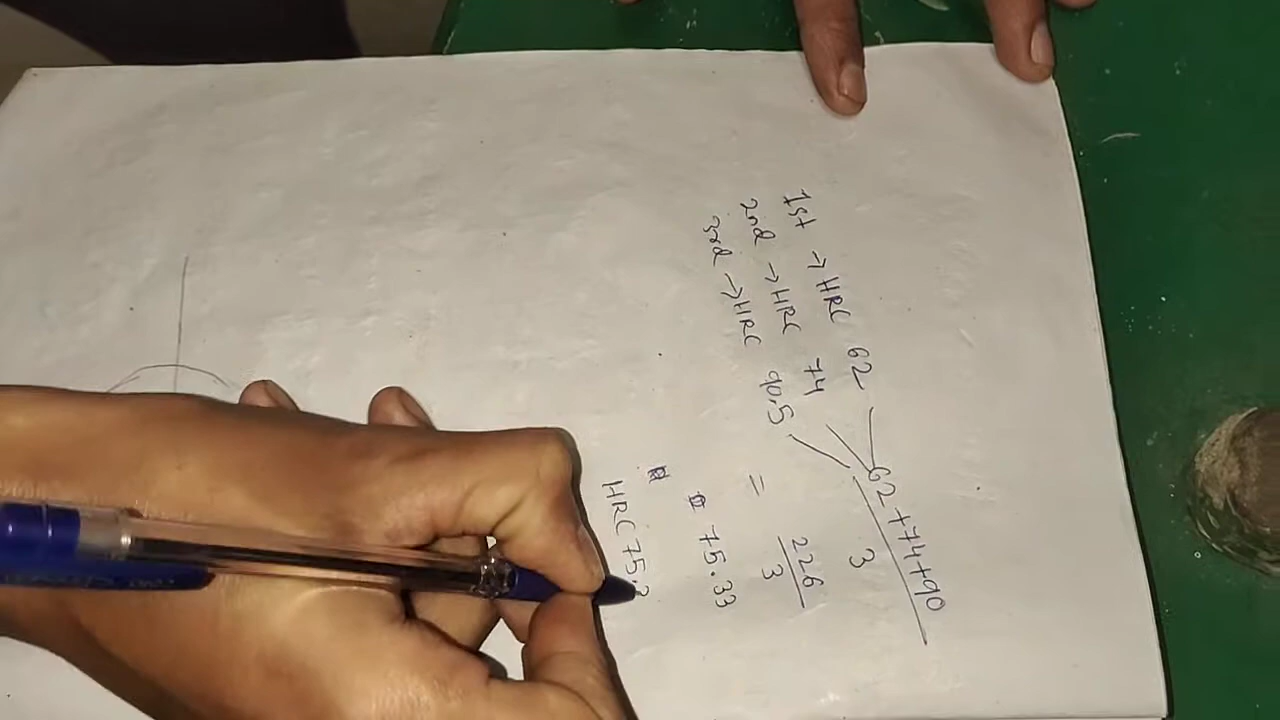 1st → HRC 62
2nd → HRC 74
3rd → HRC 90.5
62+74+90
3
= 226
3
75.33
HRC 75.3